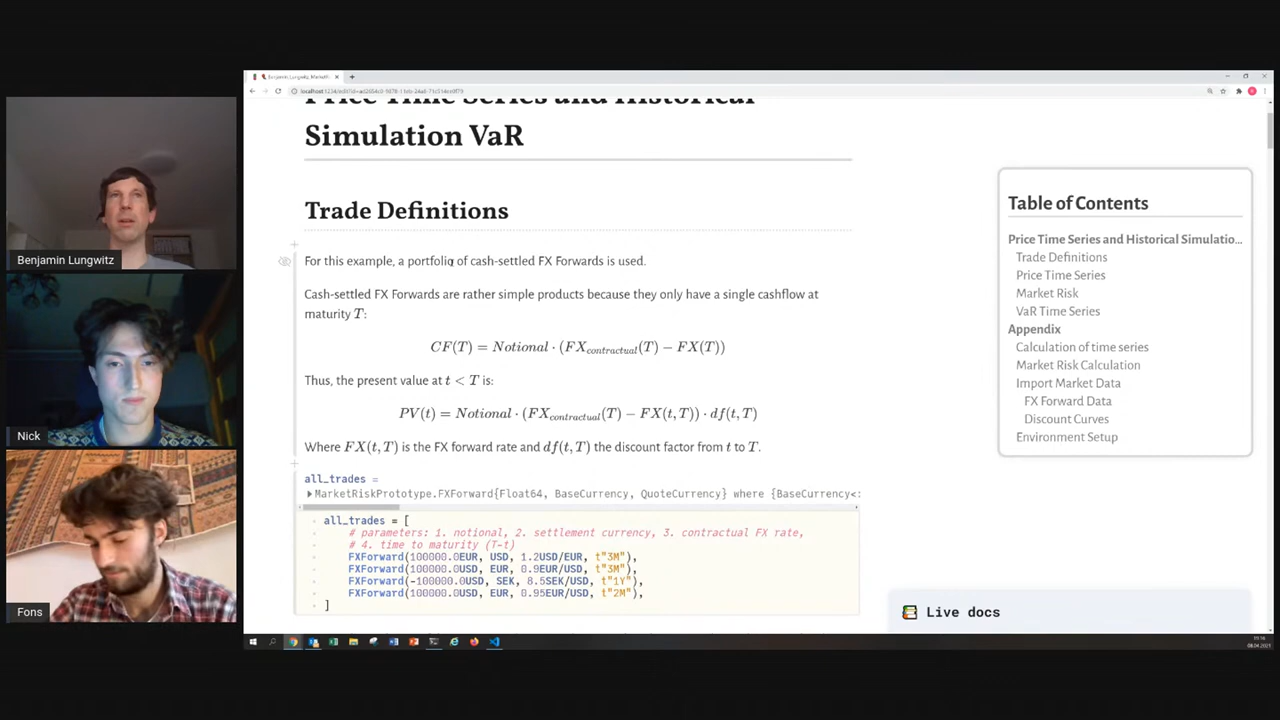 Benjamin Lungwitz, MarketRi
Price Time Series and Historical
Simulation VaR
Trade Definitions
For this example, a portfolio of cash-settled FX Forwards is used.
Cash-settled FX Forwards are rather simple products because they only have a single cashflow at
maturity T:
CF(T) = Notional · (FX_contractual(T) − FX(T))
Thus, the present value at t < T is:
PV(t) = Notional · (FX_contractual(T) − FX(t, T)) · df(t, T)
Where FX(t, T) is the FX forward rate and df(t, T) the discount factor from t to T.
all_trades =
MarketRiskPrototype.FXForward{Float64, BaseCurrency, QuoteCurrency} where {BaseCurrency<:
all_trades = [
# parameters: 1. notional, 2. settlement currency, 3. contractual FX rate,
# 4. time to maturity (T-t)
FXForward(100000.0EUR, USD, 1.2USD/EUR, t"3M"),
FXForward(100000.0USD, EUR, 0.9EUR/USD, t"3M"),
FXForward(-100000.0USD, SEK, 8.5SEK/USD, t"1Y"),
FXForward(100000.0USD, EUR, 0.95EUR/USD, t"2M"),
]
Table of Contents
Price Time Series and Historical Simulatio...
Trade Definitions
Price Time Series
Market Risk
VaR Time Series
Appendix
Calculation of time series
Market Risk Calculation
Import Market Data
FX Forward Data
Discount Curves
Environment Setup
Live docs
Benjamin Lungwitz
Nick
Fons
08.04.2021